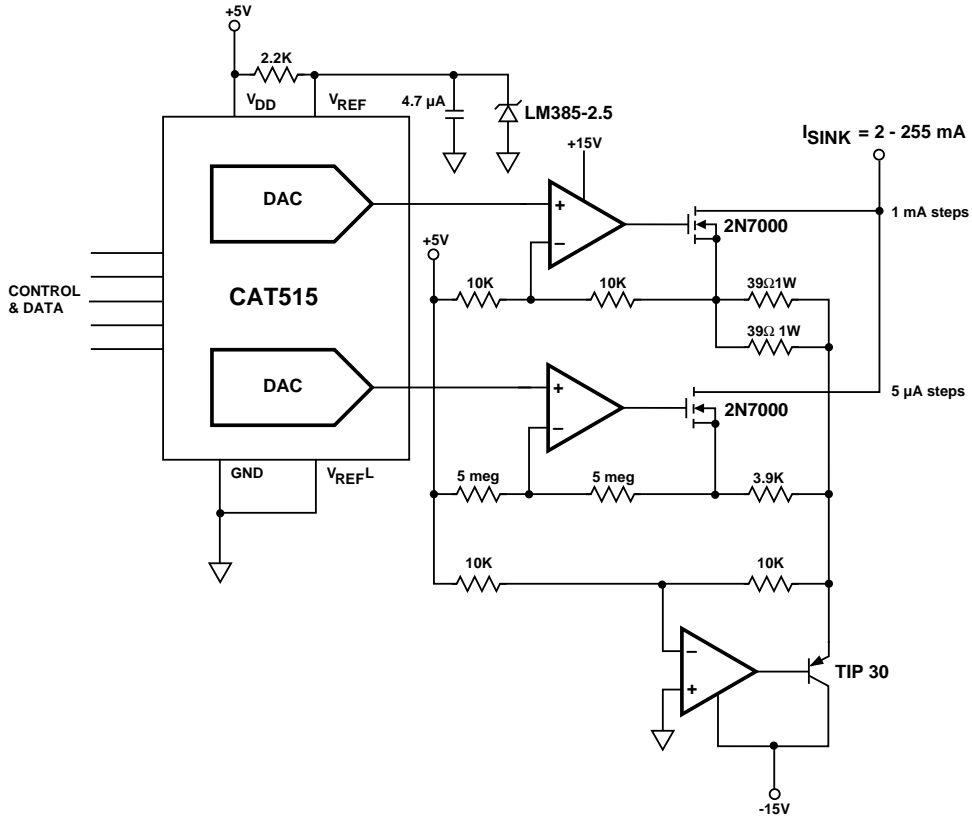 +5V
2.2K
VDD
VREF
4.7 µA
LM385-2.5
ISINK = 2 - 255 mA
+15V
DAC
+
–
2N7000
1 mA steps
+5V
CONTROL
& DATA
CAT515
10K
10K
39Ω1W
39Ω 1W
DAC
+
–
2N7000
5 µA steps
GND
VREFL
5 meg
5 meg
3.9K
10K
10K
–
+
TIP 30
-15V